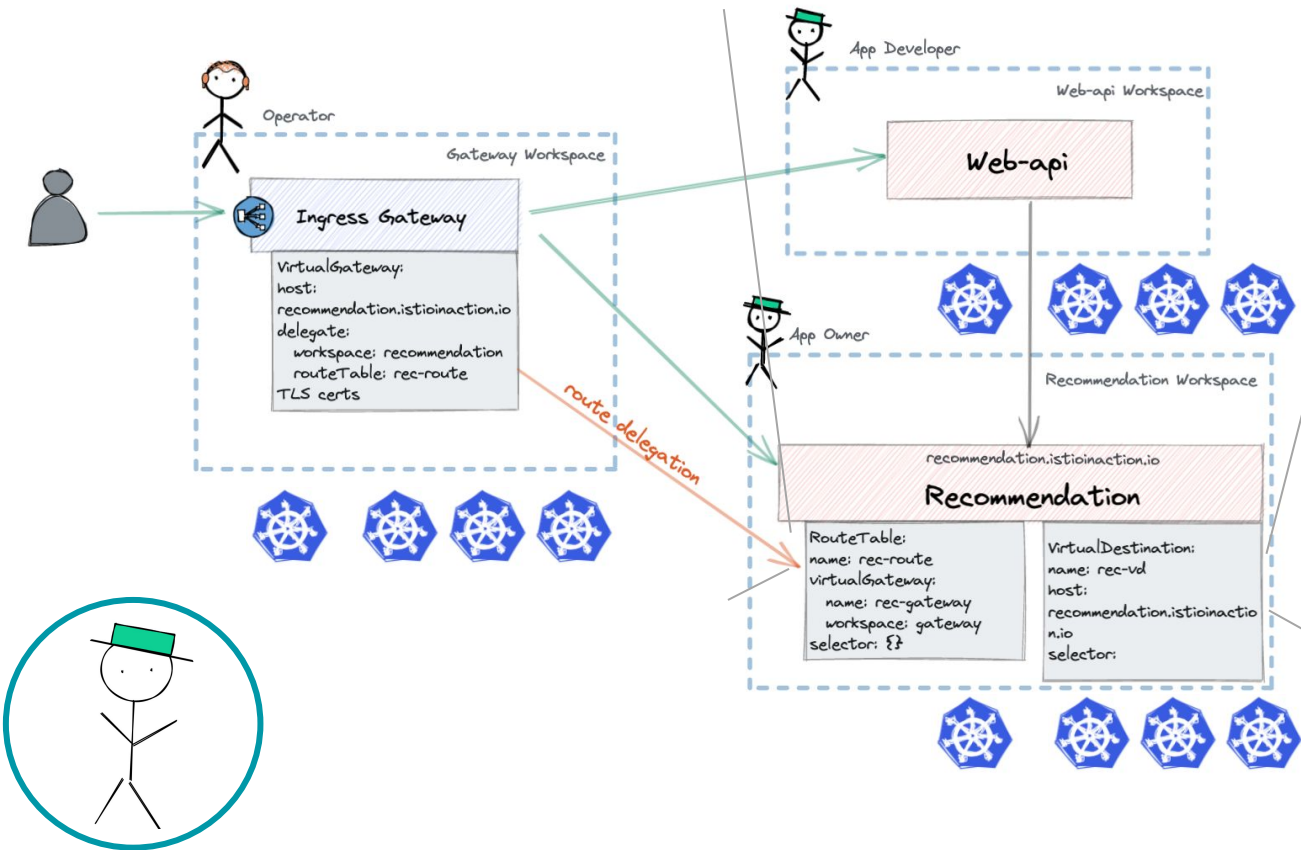 Operator
Gateway Workspace
Ingress Gateway
VirtualGateway:
host:
recommendation.istioinaction.io
delegate:
workspace: recommendation
routeTable: rec-route
TLS certs
route delegation
App Developer
Web-api Workspace
Web-api
App Owner
Recommendation Workspace
recommendation.istioinaction.io
Recommendation
RouteTable:
name: rec-route
virtualGateway:
name: rec-gateway
workspace: gateway
selector: {}
VirtualDestination:
name: rec-vd
host:
recommendation.istioinactio
n.io
selector: